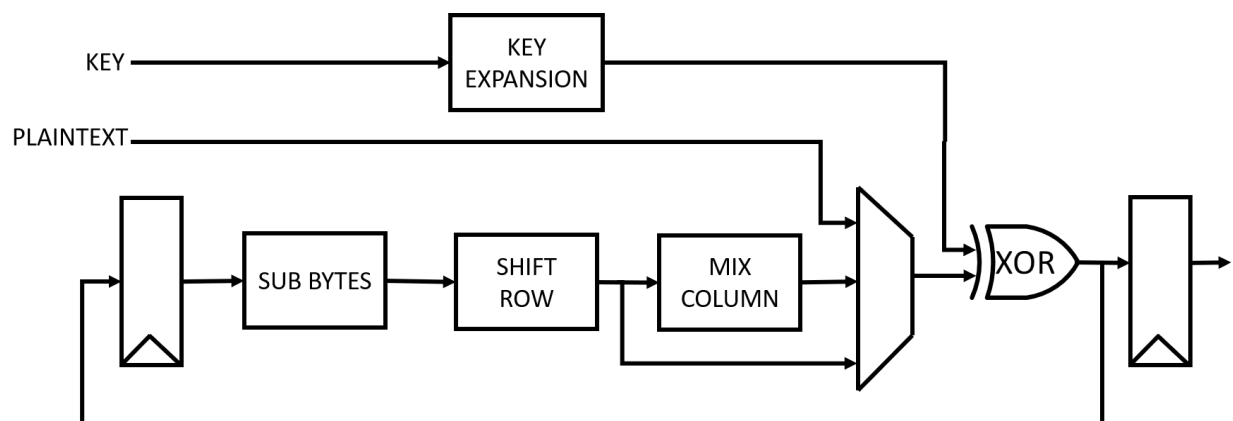 KEY
KEY
EXPANSION
PLAINTEXT
SUB BYTES
SHIFT
ROW
MIX
COLUMN
XOR